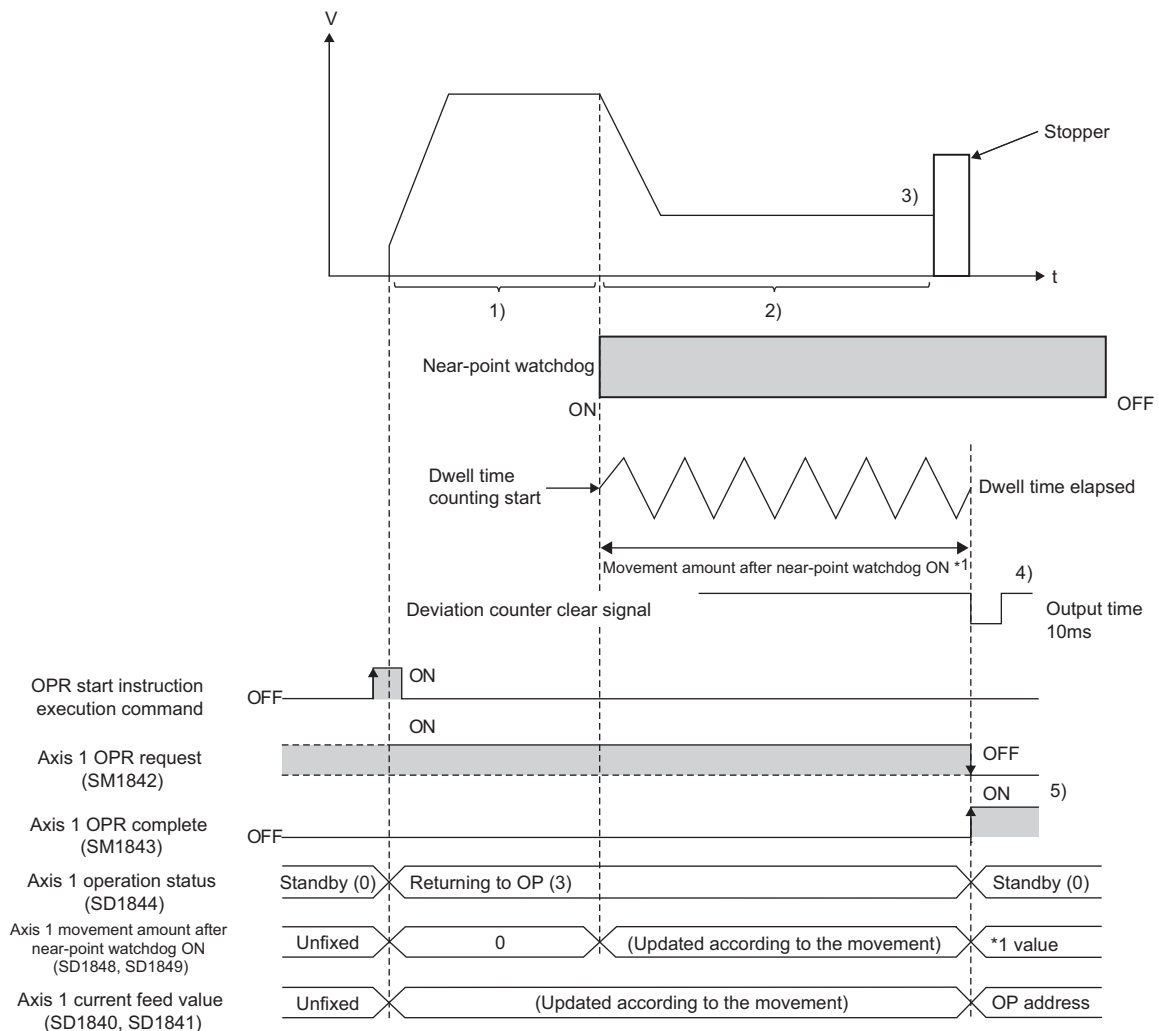 V
Stopper
3)
t
1)
2)
Near-point watchdog
ON
OFF
Dwell time
counting start
Dwell time elapsed
Movement amount after near-point watchdog ON *1
4)
Deviation counter clear signal
Output time
10ms
OPR start instruction
execution command
OFF
ON
Axis 1 OPR request
(SM1842)
ON
OFF
Axis 1 OPR complete
(SM1843)
OFF
ON
5)
Axis 1 operation status
(SD1844)
Standby (0)
Returning to OP (3)
Standby (0)
Axis 1 movement amount after
near-point watchdog ON
(SD1848, SD1849)
Unfixed
0
(Updated according to the movement)
*1 value
Axis 1 current feed value
(SD1840, SD1841)
Unfixed
(Updated according to the movement)
OP address